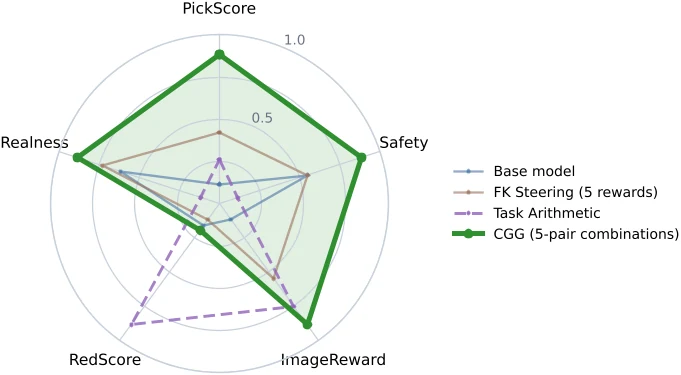 PickScore
1.0
0.5
Realness
Safety
Base model
FK Steering (5 rewards)
Task Arithmetic
CGG (5-pair combinations)
RedScore
ImageReward